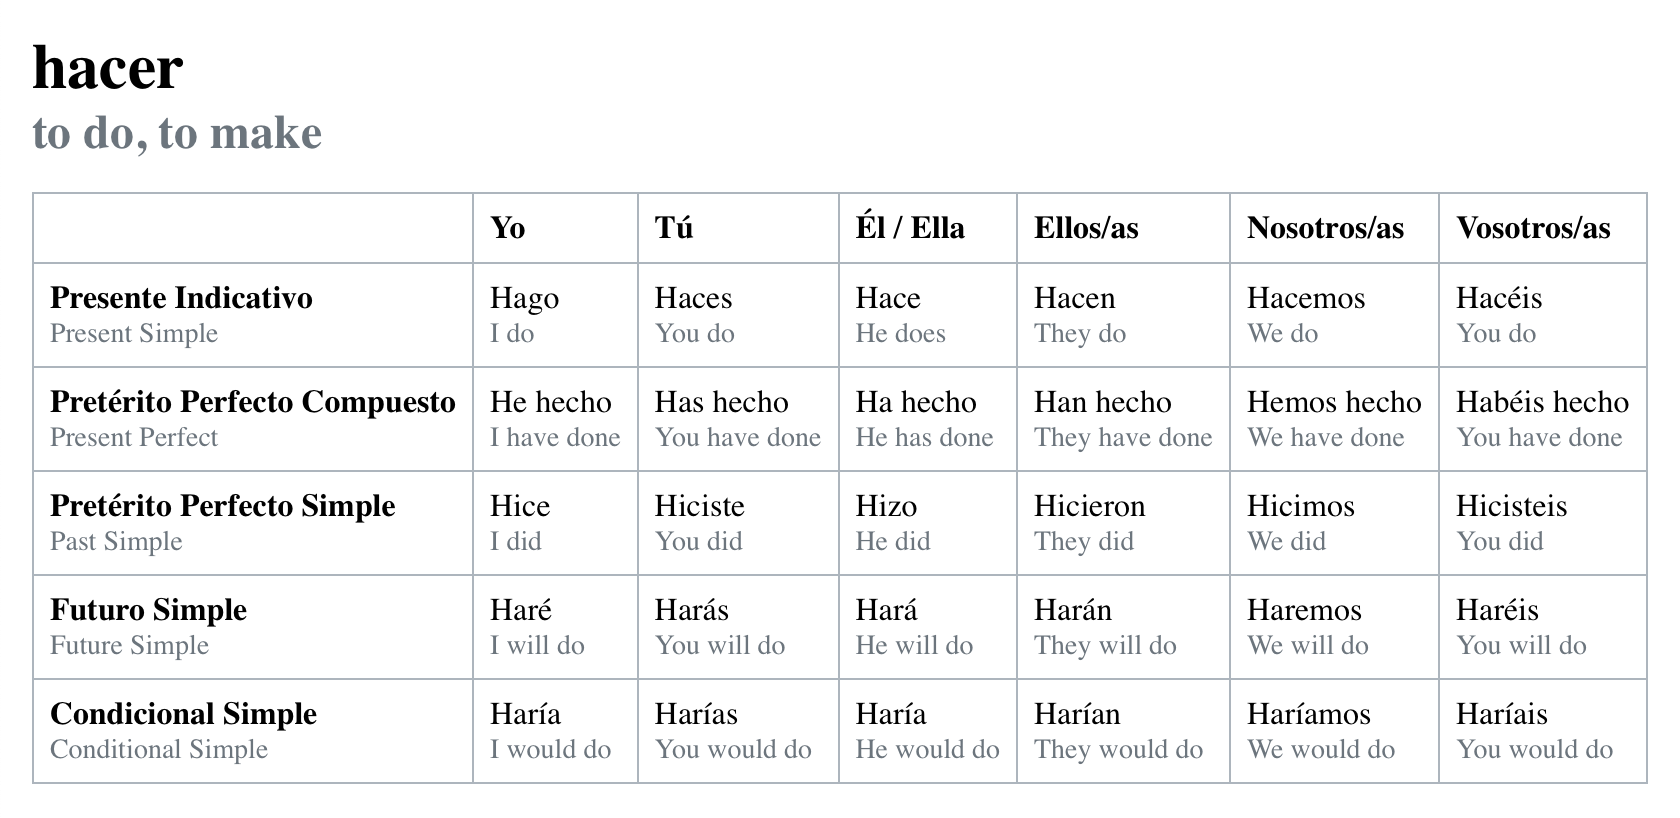 hacer
to do, to make
Yo Tú Él / Ella Ellos/as Nosotros/as Vosotros/as
Presente Indicativo Hago Haces Hace Hacen Hacemos Hacéis
Present Simple I do You do He does They do We do You do
Pretérito Perfecto Compuesto He hecho Has hecho Ha hecho Han hecho Hemos hecho Habéis hecho
Present Perfect I have done You have done He has done They have done We have done You have done
Pretérito Perfecto Simple Hice Hiciste Hizo Hicieron Hicimos Hicisteis
Past Simple I did You did He did They did We did You did
Futuro Simple Haré Harás Hará Harán Haremos Haréis
Future Simple I will do You will do He will do They will do We will do You will do
Condicional Simple Haría Harías Haría Harían Haríamos Haríais
Conditional Simple I would do You would do He would do They would do We would do You would do